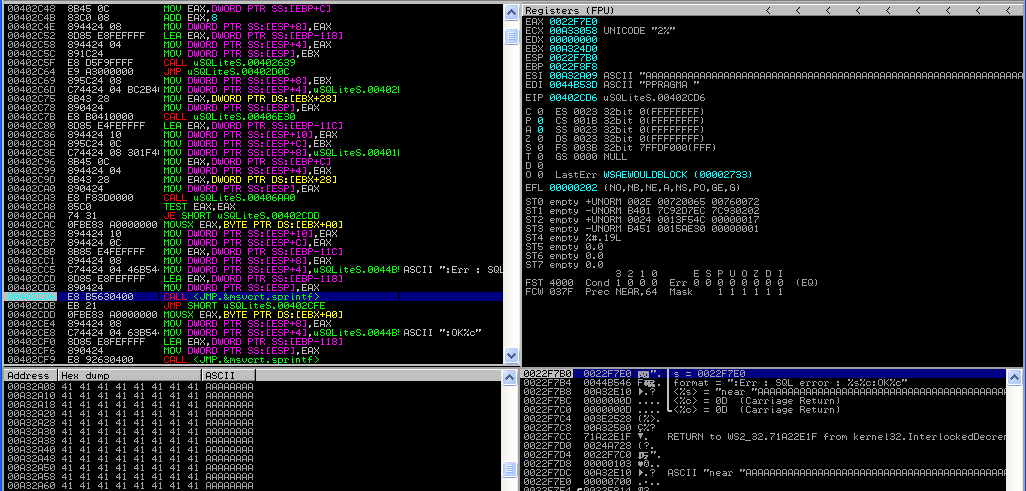 00402C48 8B45 0C MOV EAX,DWORD PTR SS:[EBP+C]
00402C4B 83C0 08 ADD EAX,8
00402C4E 894424 08 MOV DWORD PTR SS:[ESP+8],EAX
00402C52 8D85 E8FEFFFF LEA EAX,DWORD PTR SS:[EBP-118]
00402C58 894424 04 MOV DWORD PTR SS:[ESP+4],EAX
00402C5C 891C24 MOV DWORD PTR SS:[ESP],EBX
00402C5F E8 D5F9FFFF CALL uSQLiteS.00402639
00402C64 E9 A3000000 JMP uSQLiteS.00402D0C
00402C69 895C24 08 MOV DWORD PTR SS:[ESP+8],EBX
00402C6D C74424 04 BC2B4 MOV DWORD PTR SS:[ESP+4],uSQLiteS.00402
00402C75 8B43 28 MOV EAX,DWORD PTR DS:[EBX+28]
00402C78 890424 MOV DWORD PTR SS:[ESP],EAX
00402C7B E8 B0410000 CALL uSQLiteS.00406E30
00402C80 8D85 E4FEFFFF LEA EAX,DWORD PTR SS:[EBP-11C]
00402C86 894424 10 MOV DWORD PTR SS:[ESP+10],EAX
00402C8A 895C24 0C MOV DWORD PTR SS:[ESP+C],EBX
00402C8E C74424 08 301F4 MOV DWORD PTR SS:[ESP+8],uSQLiteS.00401
00402C96 8B45 0C MOV EAX,DWORD PTR SS:[EBP+C]
00402C99 894424 04 MOV DWORD PTR SS:[ESP+4],EAX
00402C9D 8B43 28 MOV EAX,DWORD PTR DS:[EBX+28]
00402CA0 890424 MOV DWORD PTR SS:[ESP],EAX
00402CA3 E8 F83D0000 CALL uSQLiteS.00406AA0
00402CA8 85C0 TEST EAX,EAX
00402CAA 74 31 JE SHORT uSQLiteS.00402CDD
00402CAC 0FBE83 A0000000 MOVSX EAX,BYTE PTR DS:[EBX+A0]
00402CB3 894424 10 MOV DWORD PTR SS:[ESP+10],EAX
00402CB7 894424 0C MOV DWORD PTR SS:[ESP+C],EAX
00402CBB 8B85 E4FEFFFF MOV EAX,DWORD PTR SS:[EBP-11C]
00402CC1 894424 08 MOV DWORD PTR SS:[ESP+8],EAX
00402CC5 C74424 04 46B54 MOV DWORD PTR SS:[ESP+4],uSQLiteS.0044B ASCII ":Err : SQL
00402CCD 8D85 E8FEFFFF LEA EAX,DWORD PTR SS:[EBP-118]
00402CD3 890424 MOV DWORD PTR SS:[ESP],EAX
E8 B5630400 CALL <JMP.&msvcrt.sprintf>
00402CDB EB 21 JMP SHORT uSQLiteS.00402CFE
00402CDD 0FBE83 A0000000 MOVSX EAX,BYTE PTR DS:[EBX+A0]
00402CE4 894424 08 MOV DWORD PTR SS:[ESP+8],EAX
00402CE8 C74424 04 63B54 MOV DWORD PTR SS:[ESP+4],uSQLiteS.0044B ASCII ":OK%c"
00402CF0 8D85 E8FEFFFF LEA EAX,DWORD PTR SS:[EBP-118]
00402CF6 890424 MOV DWORD PTR SS:[ESP],EAX
00402CF9 E8 92630400 CALL <JMP.&msvcrt.sprintf>
Registers (FPU) < < < < < < < < <
EAX 0022F7E0
ECX 00A33058 UNICODE "2%"
EDX 00000000
EBX 00A324D0
ESP 0022F7B0
EBP 0022F8F8
ESI 00A32A09 ASCII "AAAAAAAAAAAAAAAAAAAAAAAAAAAAAAAAAAAAAAAAAAAAAAAAAAAA
EDI 0044B53D ASCII "PPRAGMA "
EIP 00402CD6 uSQLiteS.00402CD6
C 0 ES 0023 32bit 0(FFFFFFFF)
P 0 CS 001B 32bit 0(FFFFFFFF)
A 0 SS 0023 32bit 0(FFFFFFFF)
Z 0 DS 0023 32bit 0(FFFFFFFF)
S 0 FS 003B 32bit 7FFDF000(FFF)
T 0 GS 0000 NULL
D 0
O 0 LastErr WSAEWOULDBLOCK (00002733)
EFL 00000202 (NO,NB,NE,A,NS,PO,GE,G)
ST0 empty +UNORM 002E 00720065 00760072
ST1 empty -UNORM B401 7C92D7EC 7C930202
ST2 empty +UNORM 0024 0013F54C 00000017
ST3 empty -UNORM B451 0015AE30 00000001
ST4 empty %#.19L
ST5 empty 0.0
ST6 empty 0.0
ST7 empty 0.0
3 2 1 0 E S P U O Z D I
FST 4000 Cond 1 0 0 0 Err 0 0 0 0 0 0 0 0 (EQ)
FCW 037F Prec NEAR,64 Mask 1 1 1 1 1 1
Address Hex dump ASCII
00A32A08 41 41 41 41 41 41 41 41 AAAAAAAA
00A32A10 41 41 41 41 41 41 41 41 AAAAAAAA
00A32A18 41 41 41 41 41 41 41 41 AAAAAAAA
00A32A20 41 41 41 41 41 41 41 41 AAAAAAAA
00A32A28 41 41 41 41 41 41 41 41 AAAAAAAA
00A32A30 41 41 41 41 41 41 41 41 AAAAAAAA
00A32A38 41 41 41 41 41 41 41 41 AAAAAAAA
00A32A40 41 41 41 41 41 41 41 41 AAAAAAAA
00A32A48 41 41 41 41 41 41 41 41 AAAAAAAA
00A32A50 41 41 41 41 41 41 41 41 AAAAAAAA
00A32A58 41 41 41 41 41 41 41 41 AAAAAAAA
00A32A60 41 41 41 41 41 41 41 41 AAAAAAAA
0022F7B0 0022F7E0 s = 0022F7E0
0022F7B4 0044B546 format = ":Err : SQL error : %s%c:OK%c"
0022F7B8 00A32E10 <%s> = "near "AAAAAAAAAAAAAAAAAAAAAAAAAAAAAAAAAAAAAA
0022F7BC 0000000D .... <%c> = 0D (Carriage Return)
0022F7C0 0000000D .... <%c> = 0D (Carriage Return)
0022F7C4 003E2528 (%>.
0022F7C8 00A32580
0022F7CC 71A22E1F RETURN to WS2_32.71A22E1F from kernel32.InterlockedDecre
0022F7D0 0024A728
0022F7D4 0022F7C0
0022F7D8 00000103
0022F7DC 00A32E10 ASCII "near "AAAAAAAAAAAAAAAAAAAAAAAAAAAAAAAAAAAAAA
0022F7E0 00000700